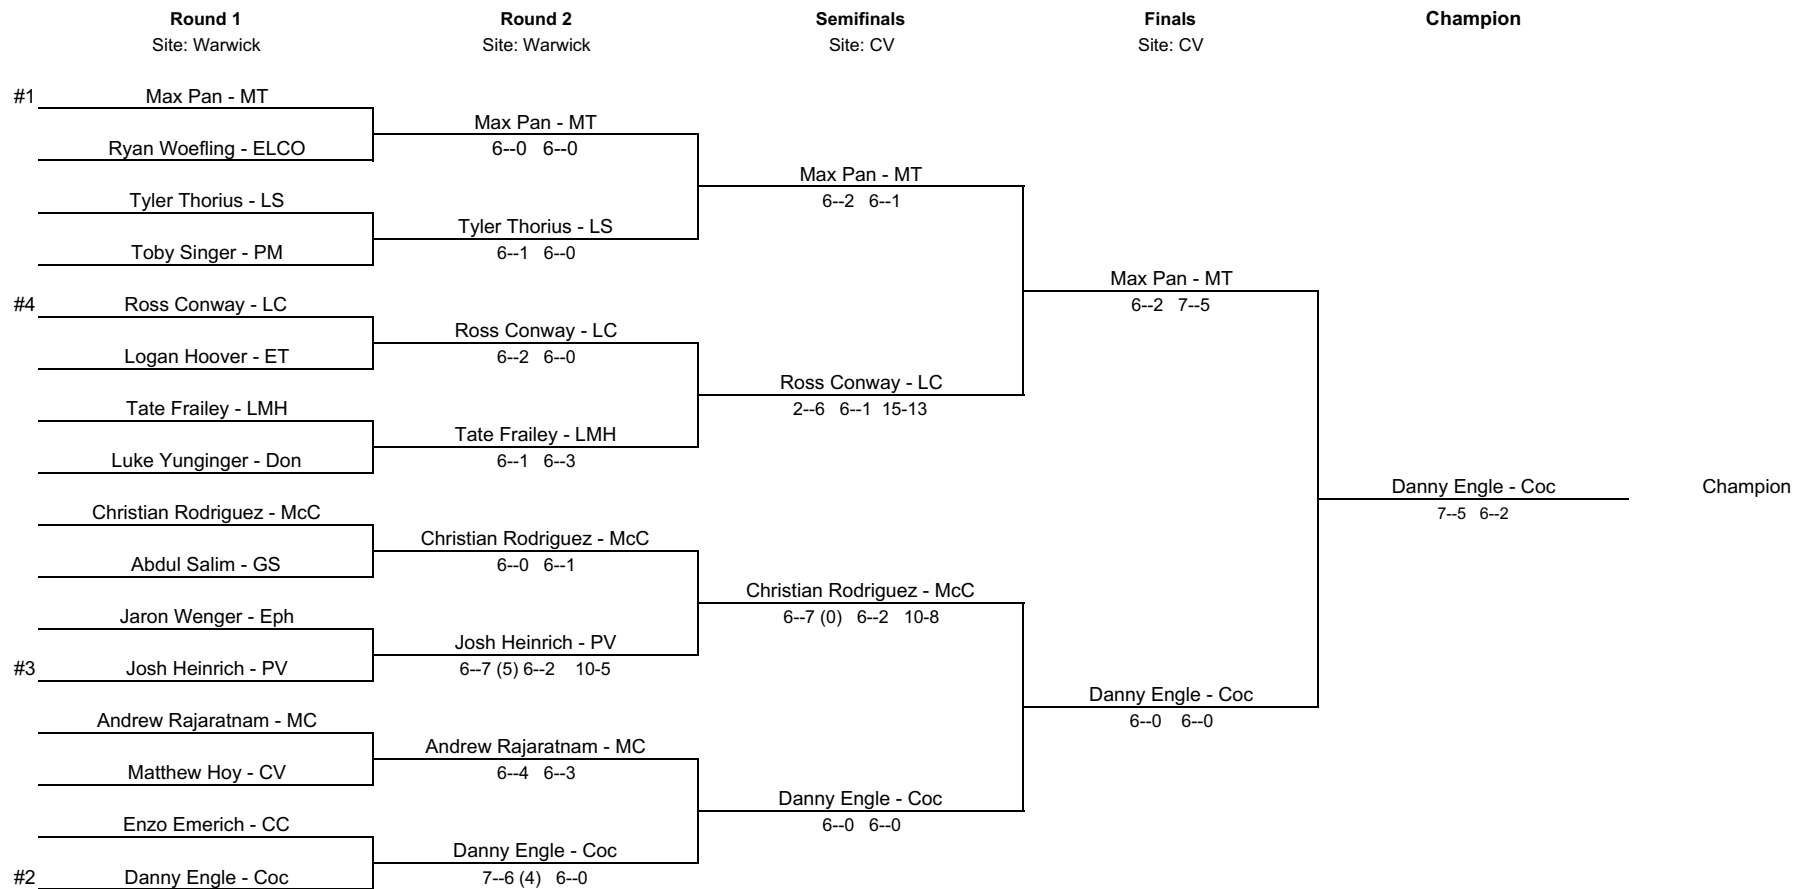 Round 1
Round 2
Semifinals
Finals
Champion
Site: Warwick
Site: Warwick
Site: CV
Site: CV
#1
Max Pan - MT
Max Pan - MT
Ryan Woefling - ELCO
6--0 6--0
Max Pan - MT
Tyler Thorius - LS
6--2 6--1
Tyler Thorius - LS
Toby Singer - PM
6--1 6--0
Max Pan - MT
#4
Ross Conway - LC
6--2 7--5
Ross Conway - LC
Logan Hoover - ET
6--2 6--0
Ross Conway - LC
Tate Frailey - LMH
2--6 6--1 15-13
Tate Frailey - LMH
Luke Yunginger - Don
6--1 6--3
Danny Engle - Coc
Champion
Christian Rodriguez - McC
7--5 6--2
Christian Rodriguez - McC
Abdul Salim - GS
6--0 6--1
Christian Rodriguez - McC
Jaron Wenger - Eph
6--7 (0) 6--2 10-8
Josh Heinrich - PV
#3
Josh Heinrich - PV
6--7 (5) 6--2 10-5
Danny Engle - Coc
Andrew Rajaratnam - MC
6--0 6--0
Andrew Rajaratnam - MC
Matthew Hoy - CV
6--4 6--3
Danny Engle - Coc
Enzo Emerich - CC
6--0 6--0
Danny Engle - Coc
#2
Danny Engle - Coc
7--6 (4) 6--0